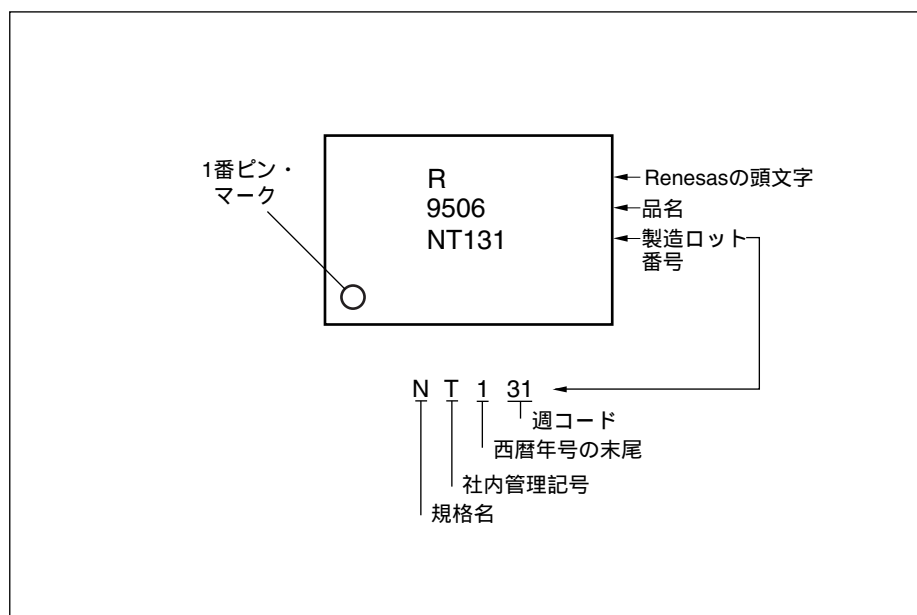 1番ピン・
マーク
R
9506
NT131
Renesasの頭文字
品名
製造ロット
番号
N T 1 31
週コード
西暦年号の末尾
社内管理記号
規格名